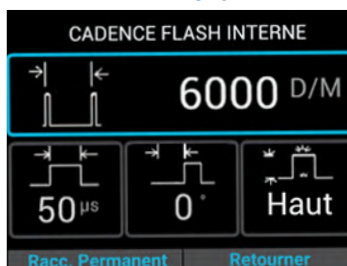 CADENCE FLASH INTERNE
6000 D/M
50 µs 0° Haut
Racc. Permanent Retourner